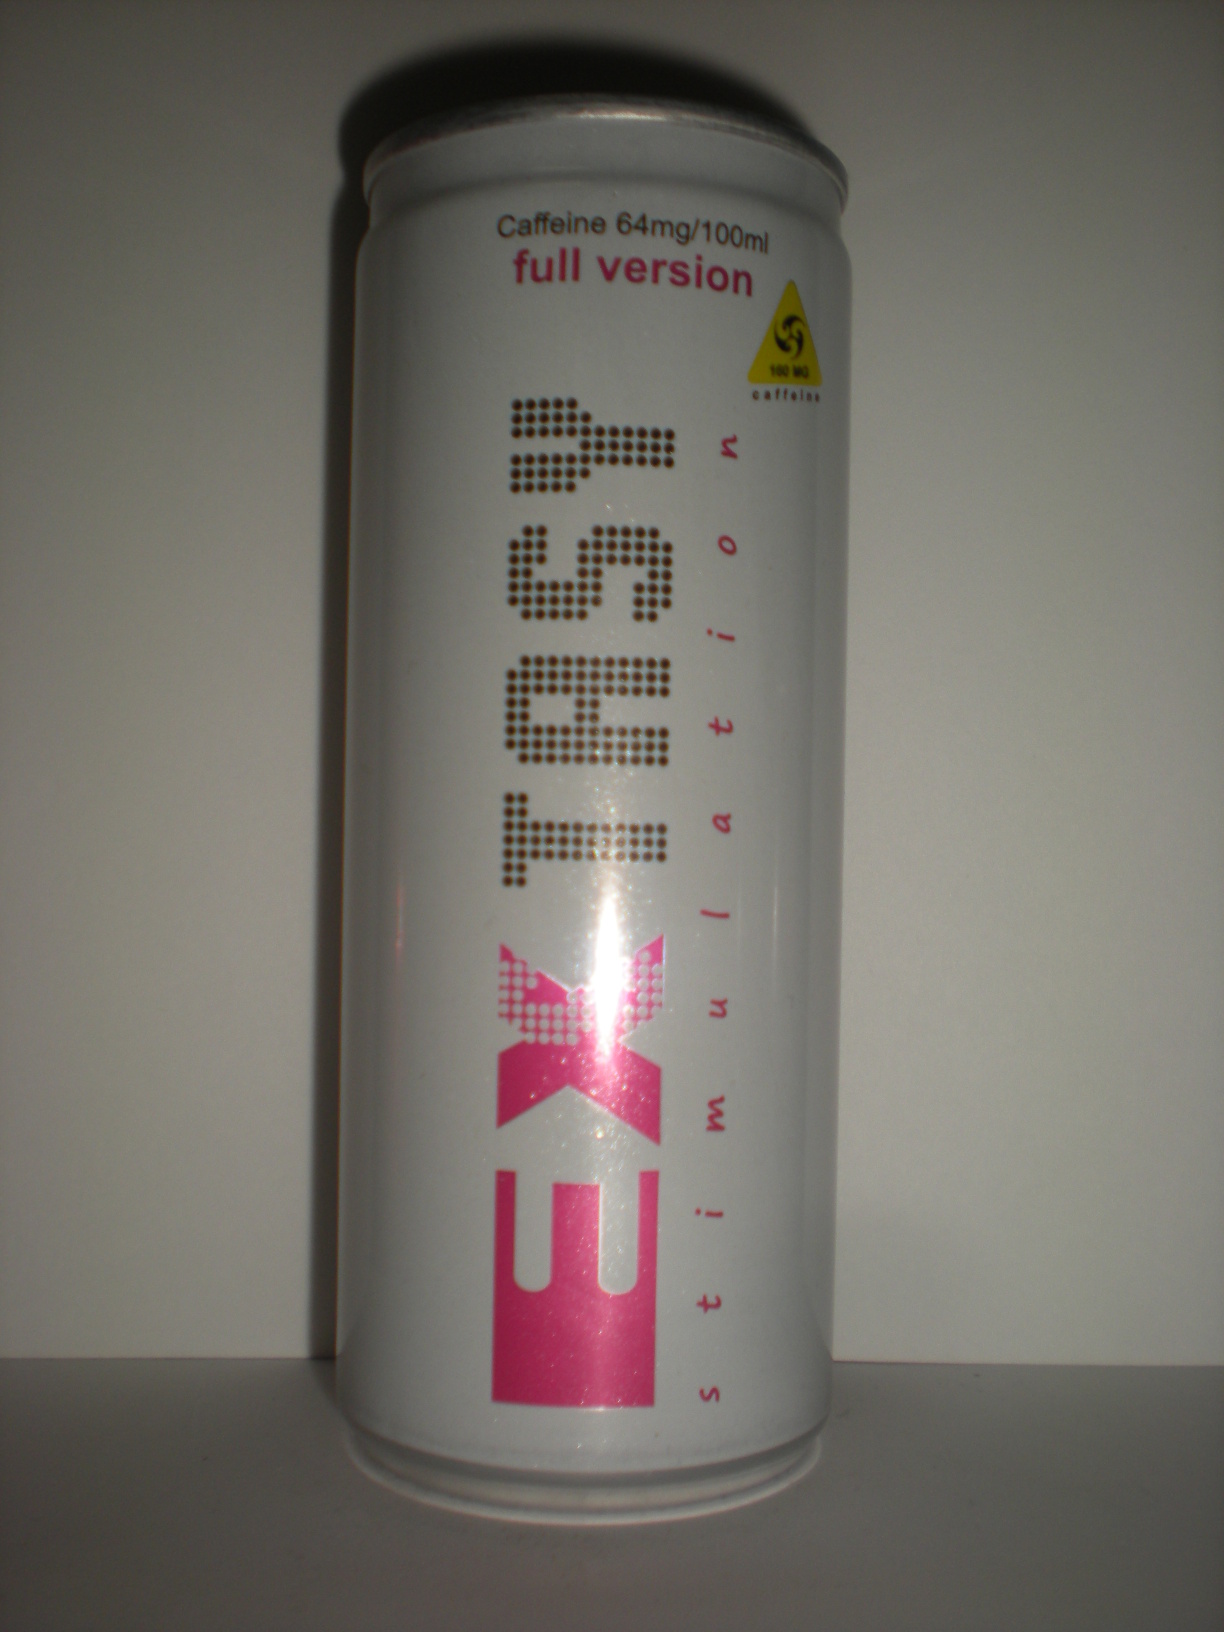 Caffeine 64mg/100ml
full version
160 MG
caffeine
EXTASY
stimulation